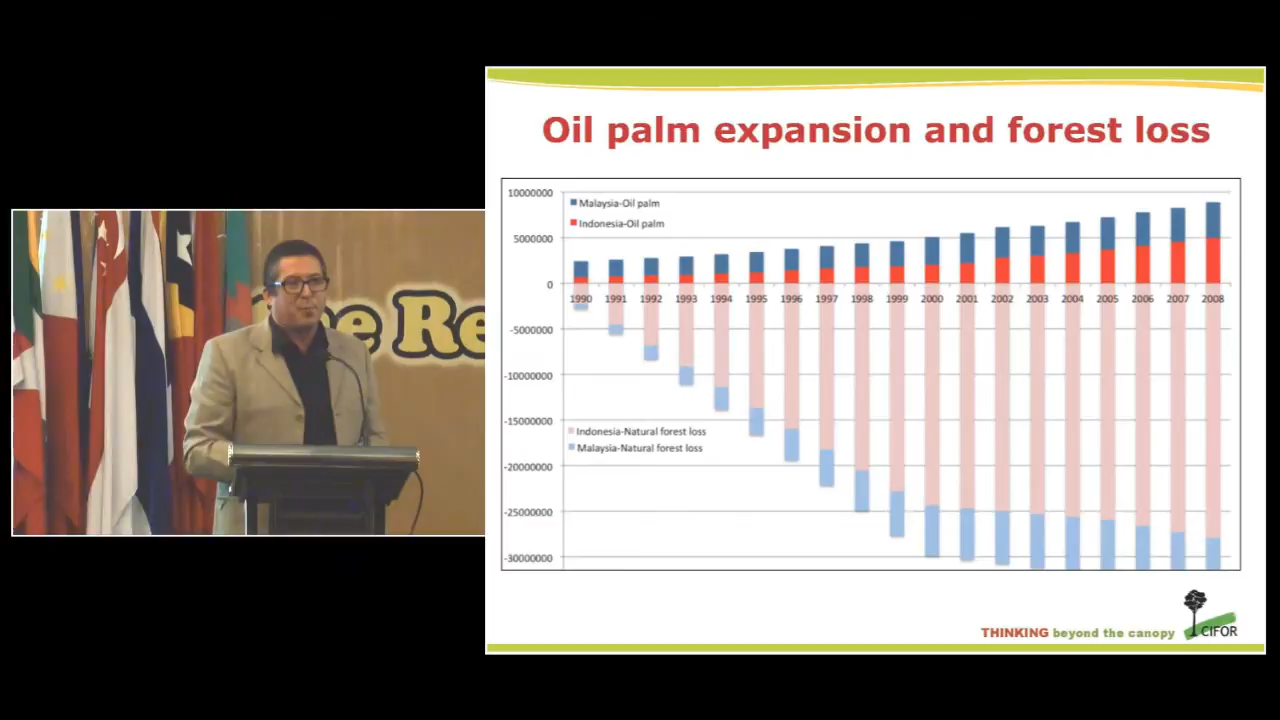 The Re
Oil palm expansion and forest loss
10000000
5000000
0
-5000000
-10000000
-15000000
-20000000
-25000000
-30000000
Malaysia-Oil palm
Indonesia-Oil palm
1990 1991 1992 1993 1994 1995 1996 1997 1998 1999 2000 2001 2002 2003 2004 2005 2006 2007 2008
Indonesia-Natural forest loss
Malaysia-Natural forest loss
THINKING beyond the canopy
CIFOR